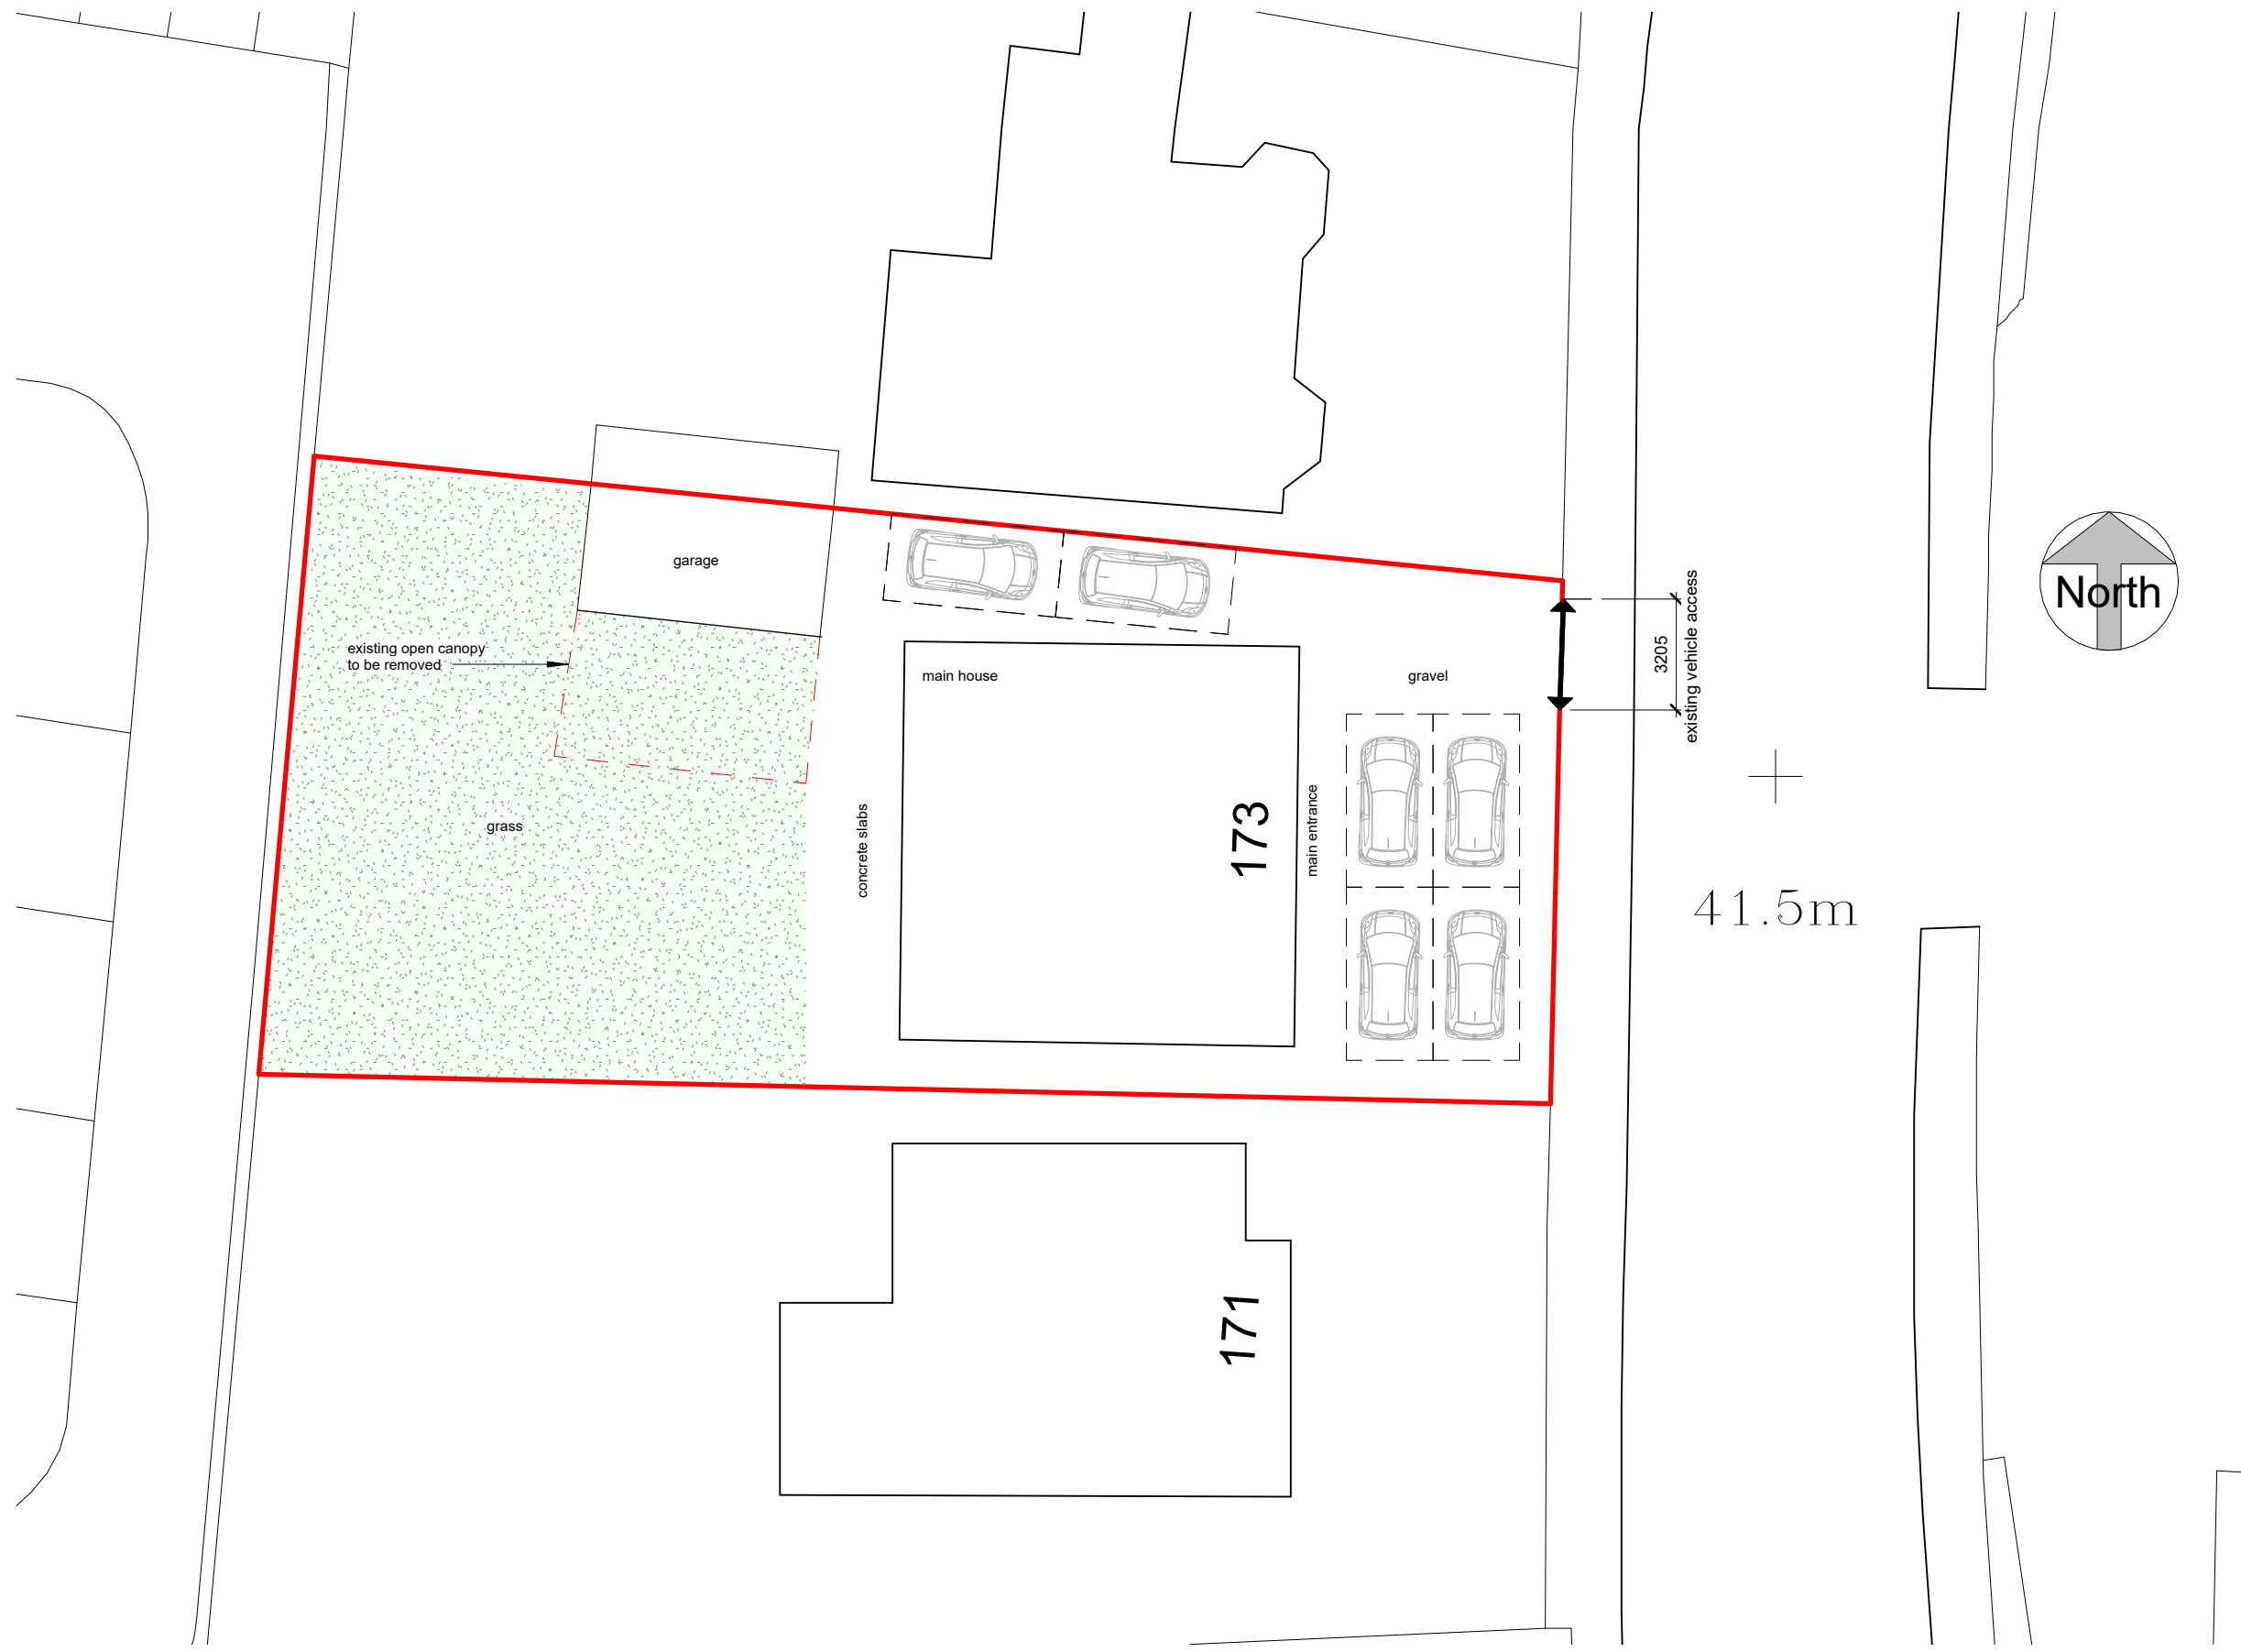 garage
North
existing open canopy
to be removed
main house
gravel
3205
existing vehicle access
grass
concrete slabs
173
main entrance
41.5m
171